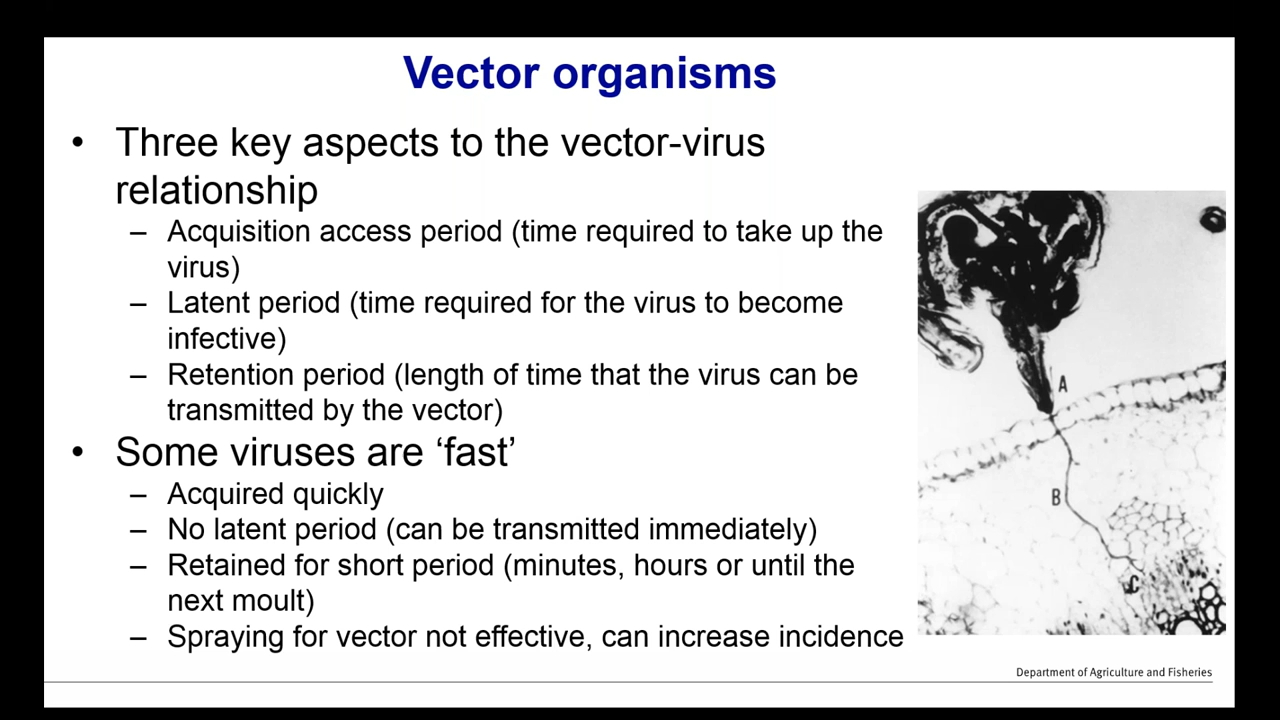 Vector organisms
• Three key aspects to the vector-virus
relationship
– Acquisition access period (time required to take up the
virus)
– Latent period (time required for the virus to become
infective)
– Retention period (length of time that the virus can be
transmitted by the vector)
• Some viruses are ‘fast’
– Acquired quickly
– No latent period (can be transmitted immediately)
– Retained for short period (minutes, hours or until the
next moult)
– Spraying for vector not effective, can increase incidence
A
B
C
Department of Agriculture and Fisheries